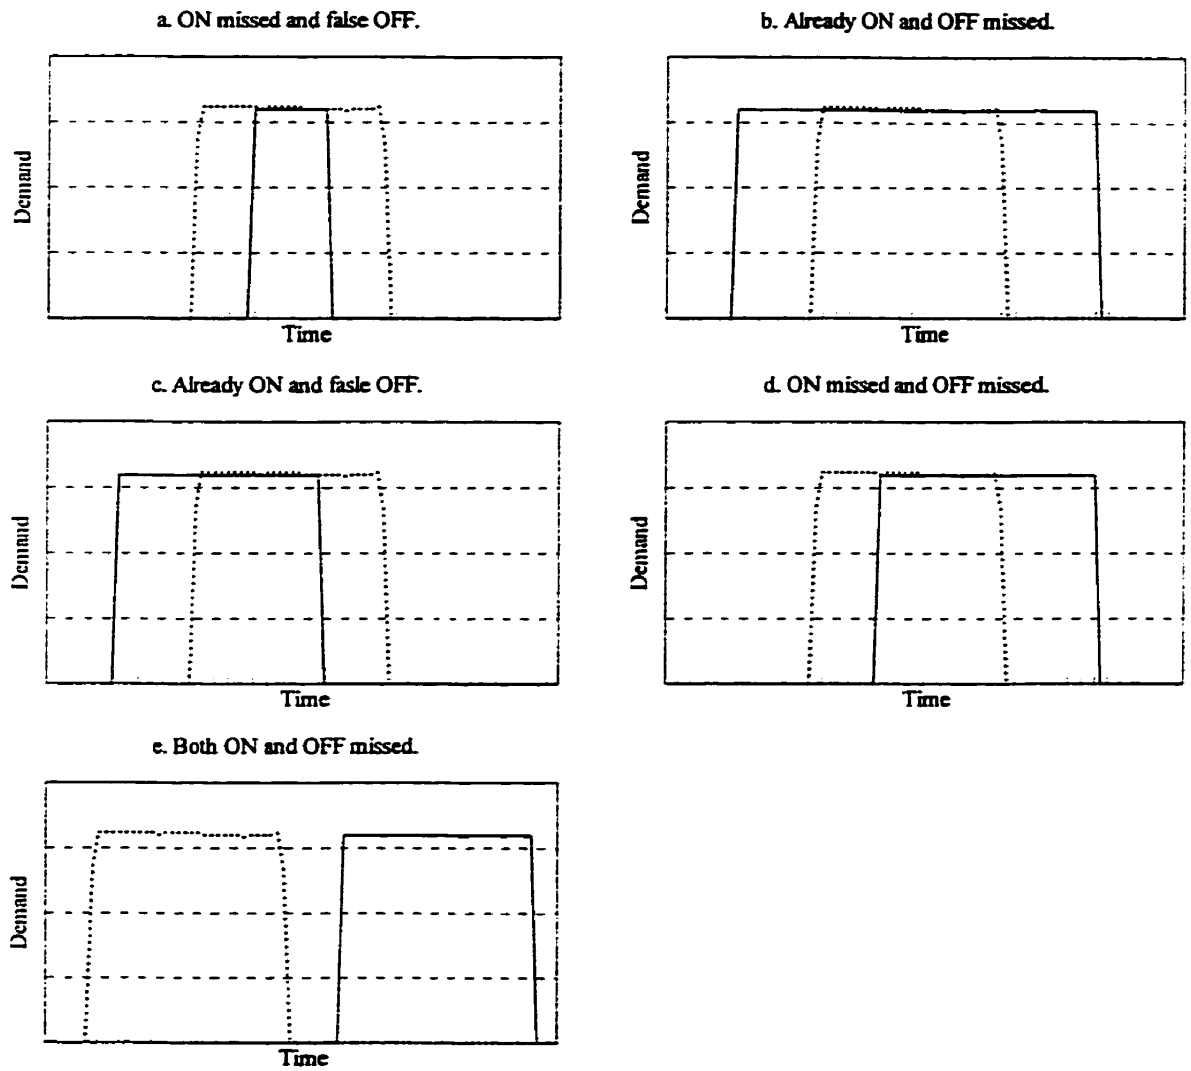 a. ON missed and false OFF.
Demand
Time
b. Already ON and OFF missed.
Demand
Time
c. Already ON and fasle OFF.
Demand
Time
d. ON missed and OFF missed.
Demand
Time
e. Both ON and OFF missed.
Demand
Time